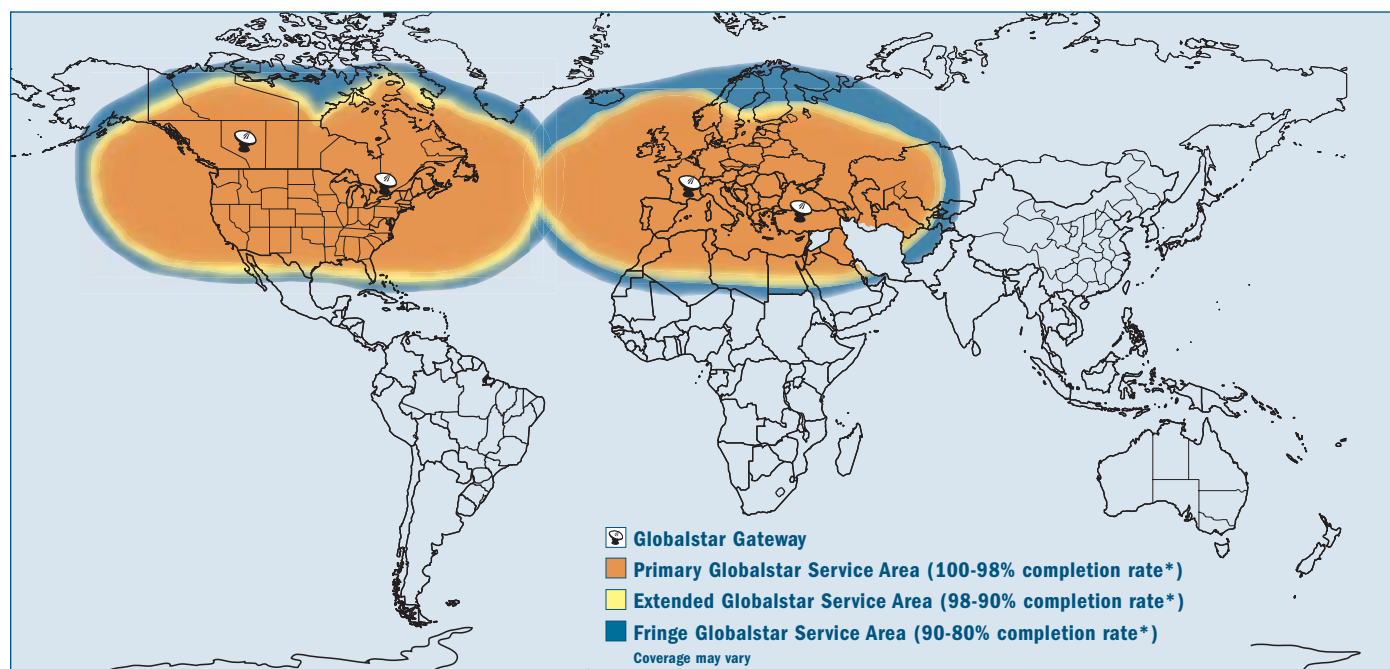 Globalstar Gateway
Primary Globalstar Service Area (100-98% completion rate*)
Extended Globalstar Service Area (98-90% completion rate*)
Fringe Globalstar Service Area (90-80% completion rate*)
Coverage may vary